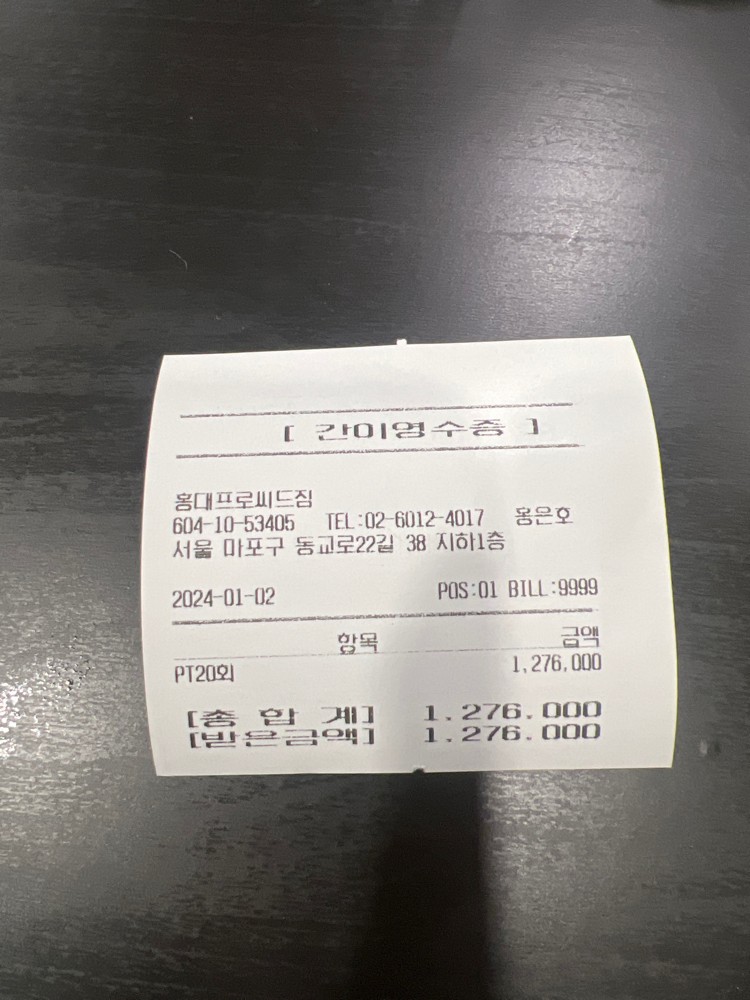 [ 간이영수증 ]
홍대프로씨드짐
604-10-53405 TEL:02-6012-4017 홍은호
서울 마포구 동교로22길 38 지하1층
2024-01-02 POS:01 BILL:9999
항목 금액
PT20회 1,276,000
[총 합 계] 1.276.000
[받은금액] 1.276.000